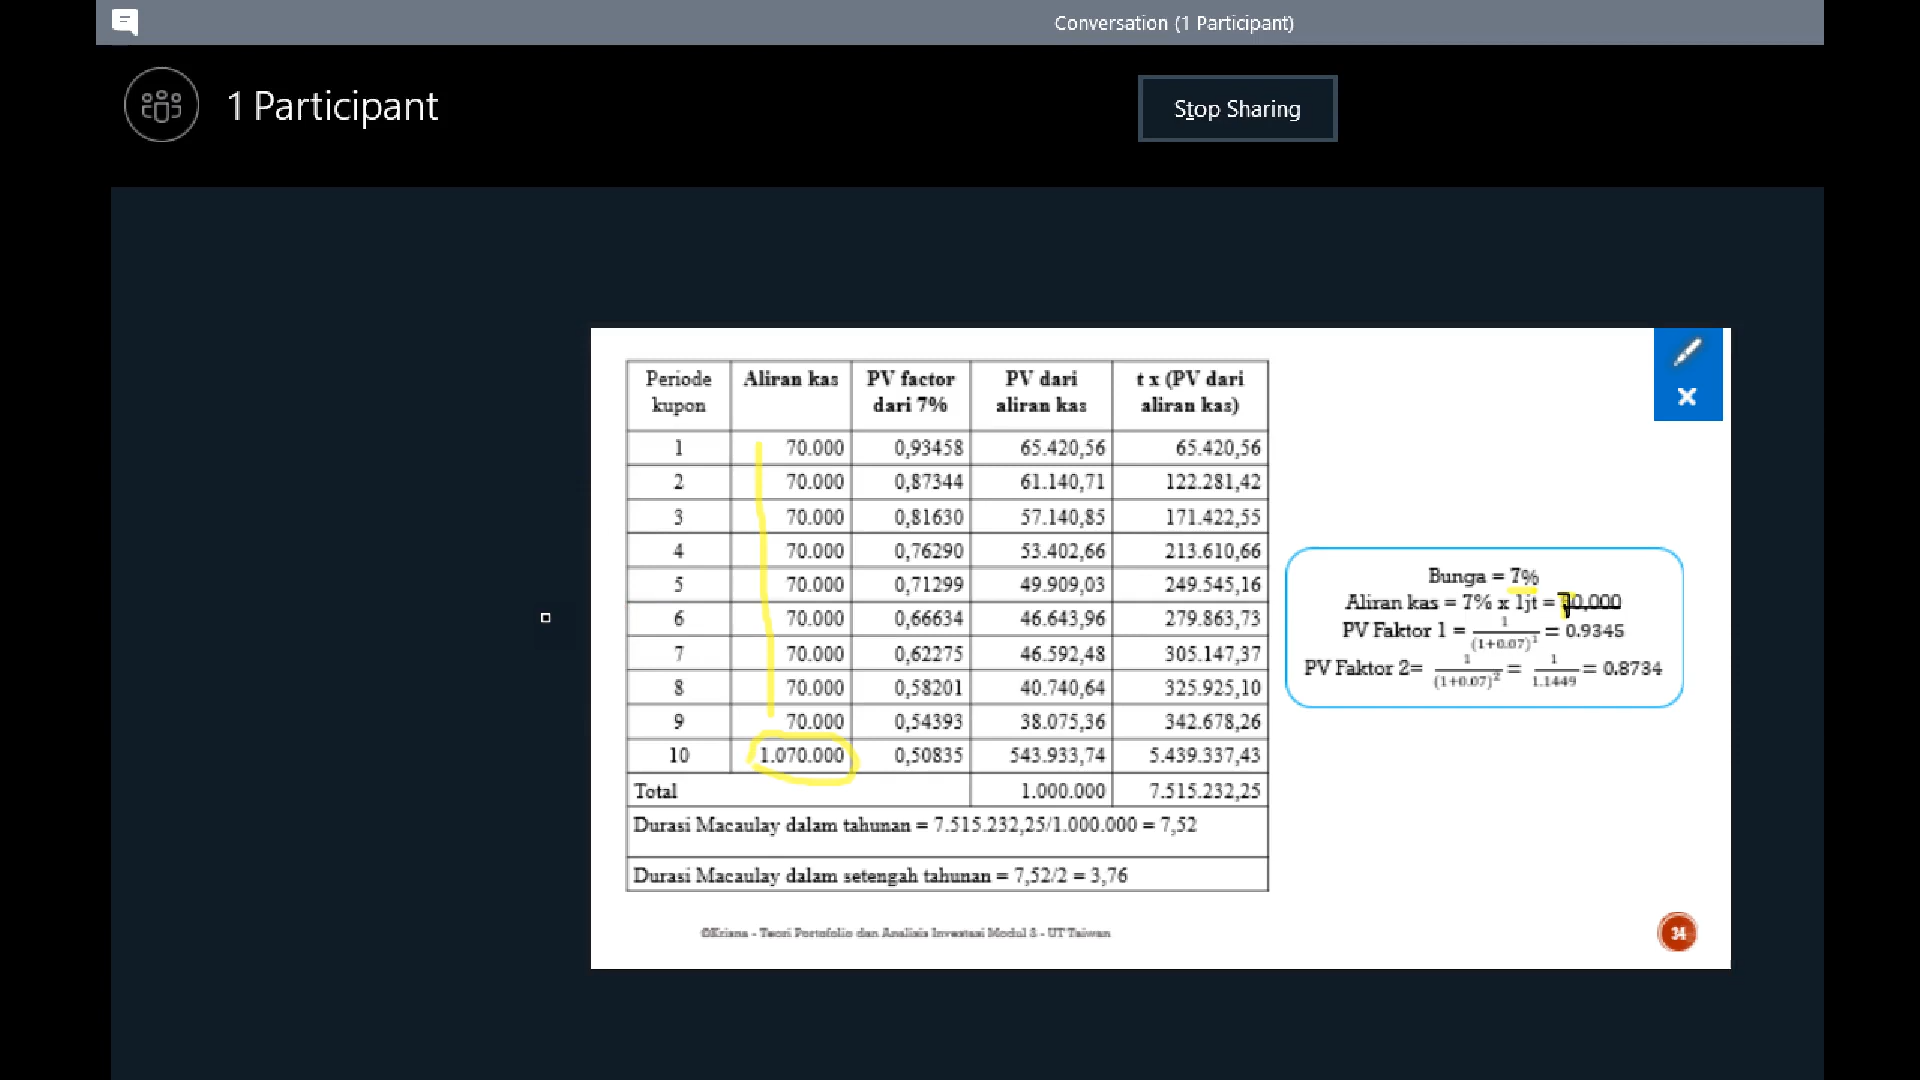 Conversation (1 Participant)
1 Participant
Stop Sharing
Periode kupon Aliran kas PV factor dari 7% PV dari aliran kas t x (PV dari aliran kas)
1 70.000 0,93458 65.420,56 65.420,56
2 70.000 0,87344 61.140,71 122.281,42
3 70.000 0,81630 57.140,85 171.422,55
4 70.000 0,76290 53.402,66 213.610,66
5 70.000 0,71299 49.909,03 249.545,16
6 70.000 0,66634 46.643,96 279.863,73
7 70.000 0,62275 46.592,48 305.147,37
8 70.000 0,58201 40.740,64 325.925,10
9 70.000 0,54393 38.075,36 342.678,26
10 1.070.000 0,50835 543.933,74 5.439.337,43
Total 1.000.000 7.515.232,25
Durasi Macaulay dalam tahunan = 7.515.232,25/1.000.000 = 7,52
Durasi Macaulay dalam setengah tahunan = 7,52/2 = 3,76
Bunga = 7%
Aliran kas = 7% x 1jt = 70,000
PV Faktor 1 = 1/(1+0.07)^1 = 0.9345
PV Faktor 2= 1/(1+0.07)^2 = 1/1.1449 = 0.8734
©Krisna - Teori Portofolio dan Analisis Investasi Modul 3 - UT Taiwan
34